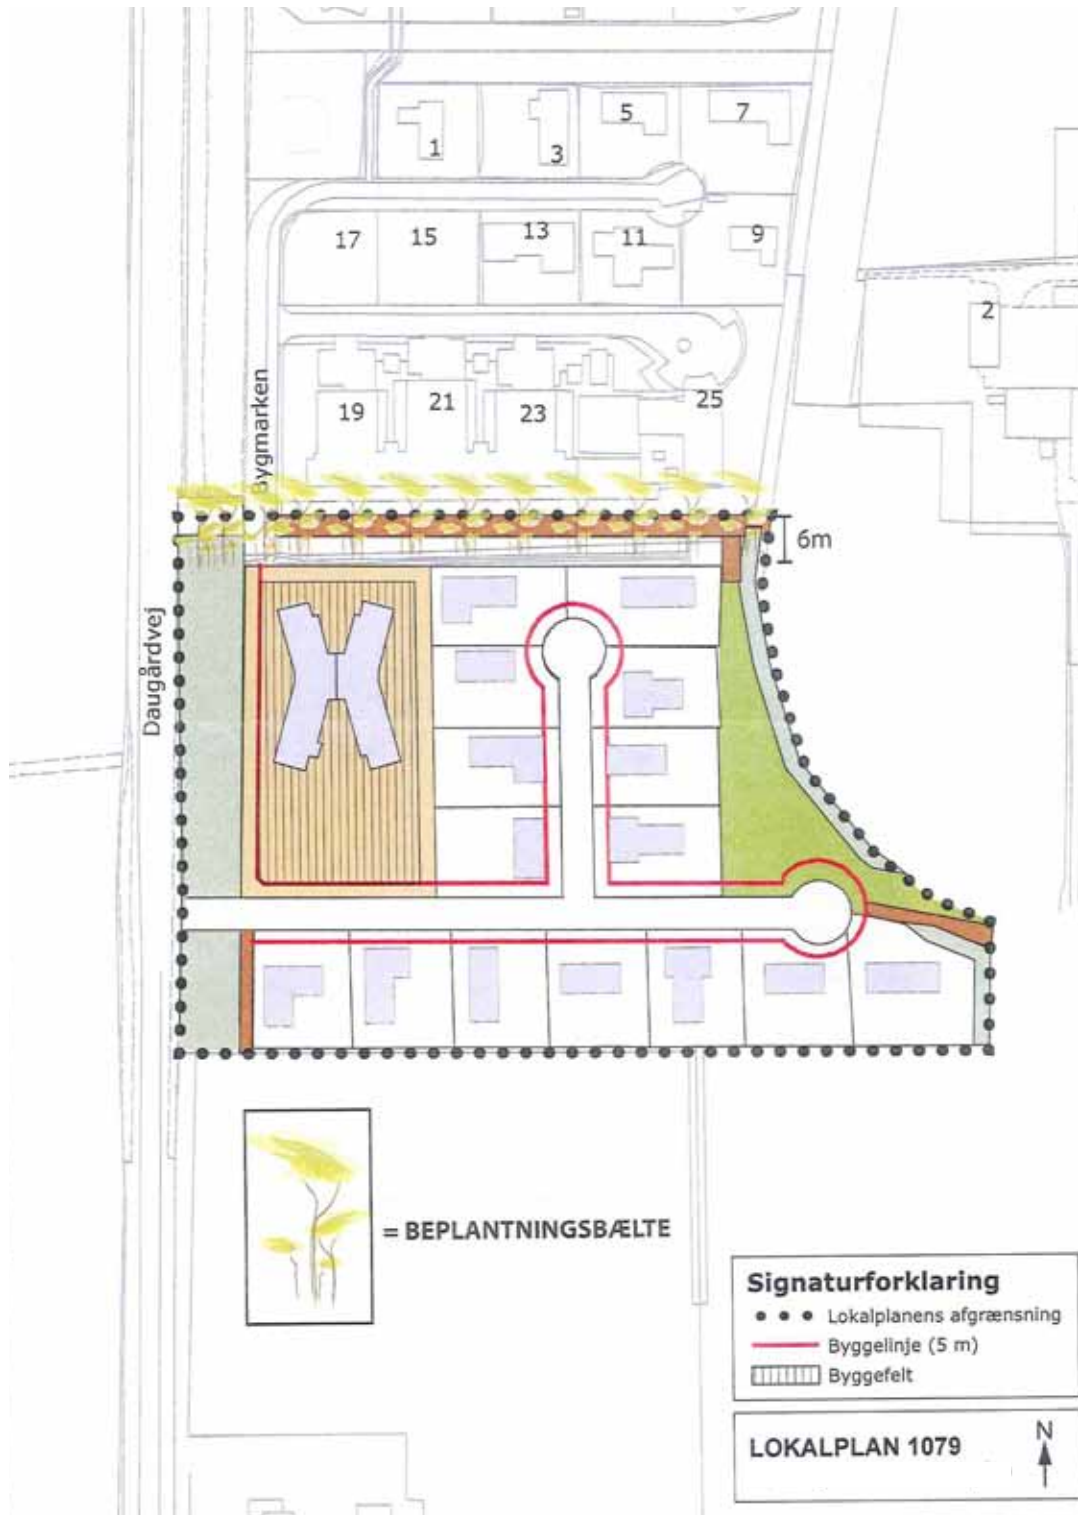 1
3
5
7
17
15
13
11
9
2
19
21
23
25
Bygmarken
6m
Daugårdvej
= BEPLANTNINGSBÆLTE
Signaturforklaring
Lokalplanens afgrænsning
Byggelinje (5 m)
Byggefelt
LOKALPLAN 1079
N